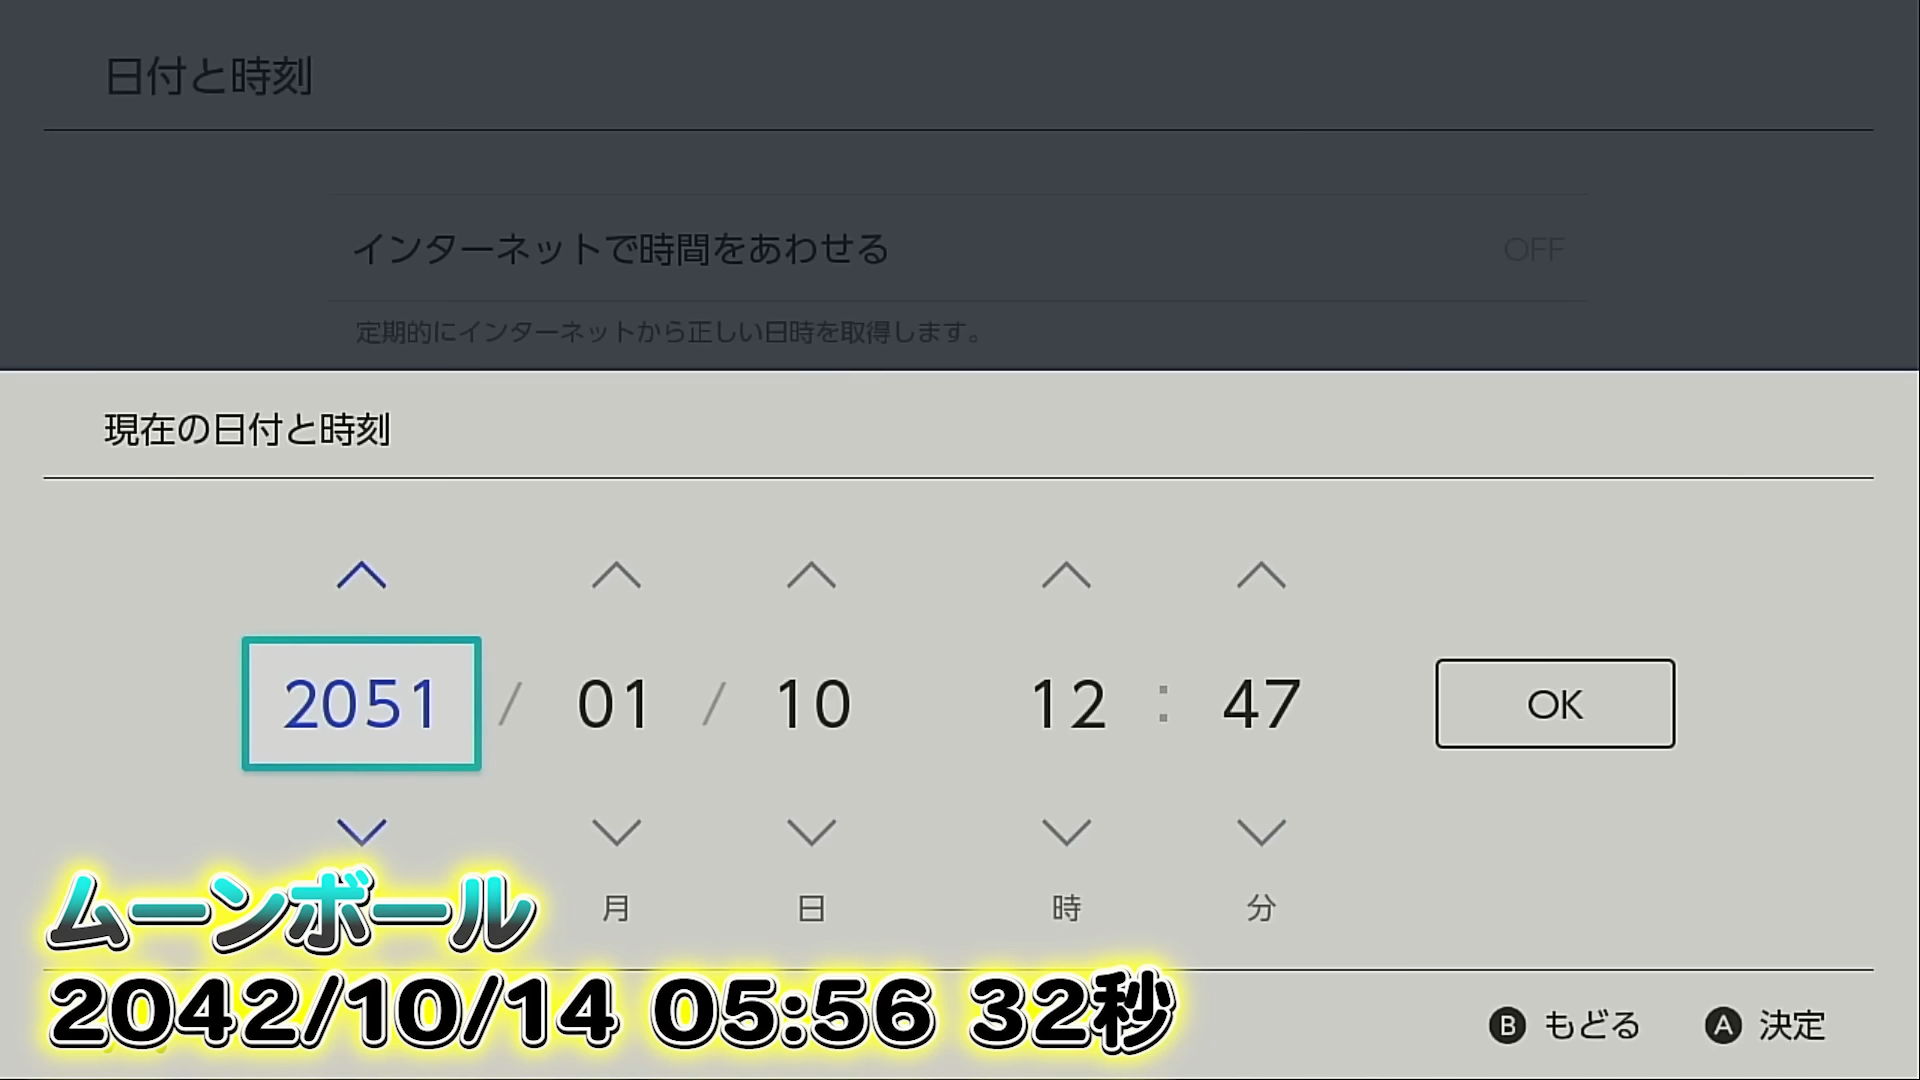 日付と時刻
インターネットで時間をあわせる OFF
定期的にインターネットから正しい日時を取得します。
現在の日付と時刻
2051 / 01 / 10 12 : 47 OK
月 日 時 分
ムーンボール
2042/10/14 05:56 32秒
B もどる A 決定